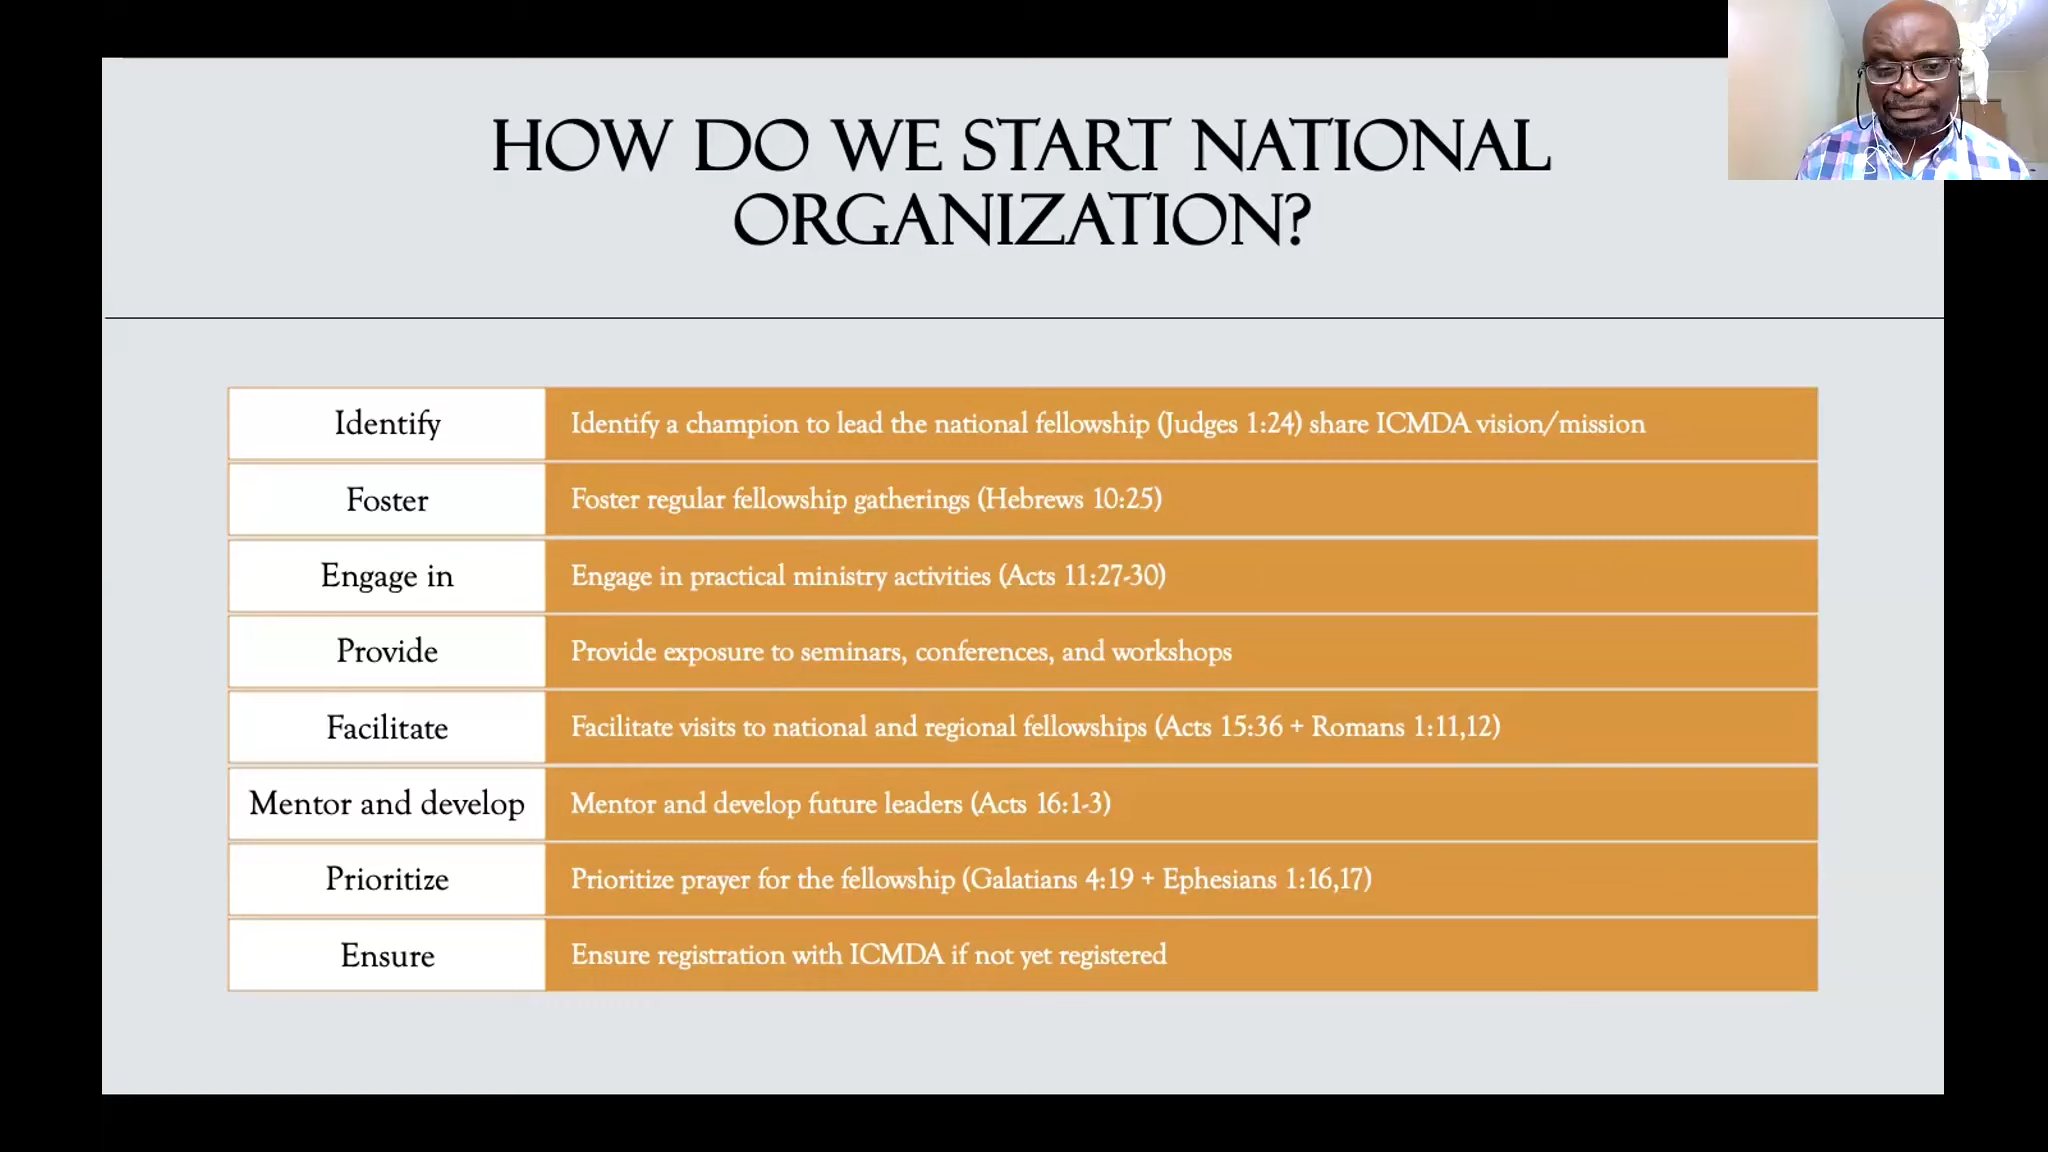 HOW DO WE START NATIONAL
ORGANIZATION?
Identify
Identify a champion to lead the national fellowship (Judges 1:24) share ICMDA vision/mission
Foster
Foster regular fellowship gatherings (Hebrews 10:25)
Engage in
Engage in practical ministry activities (Acts 11:27-30)
Provide
Provide exposure to seminars, conferences, and workshops
Facilitate
Facilitate visits to national and regional fellowships (Acts 15:36 + Romans 1:11,12)
Mentor and develop
Mentor and develop future leaders (Acts 16:1-3)
Prioritize
Prioritize prayer for the fellowship (Galatians 4:19 + Ephesians 1:16,17)
Ensure
Ensure registration with ICMDA if not yet registered